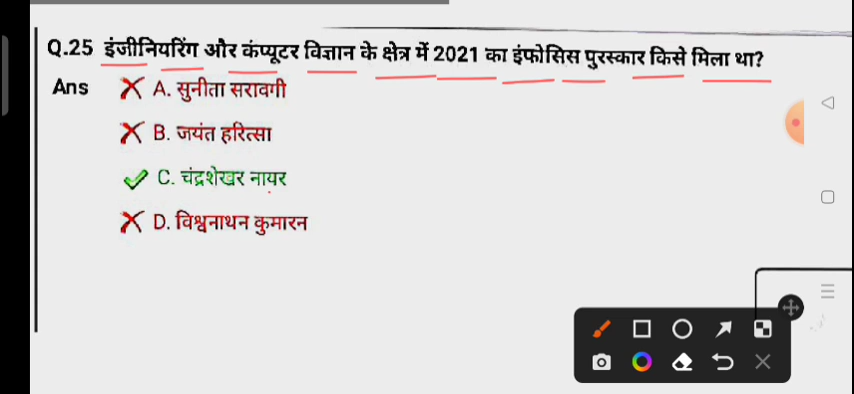 Q.25 इंजीनियरिंग और कंप्यूटर विज्ञान के क्षेत्र में 2021 का इंफोसिस पुरस्कार किसे मिला था?
Ans A. सुनीता सरावगी
B. जयंत हरित्सा
C. चंद्रशेखर नायर
D. विश्वनाथन कुमारन